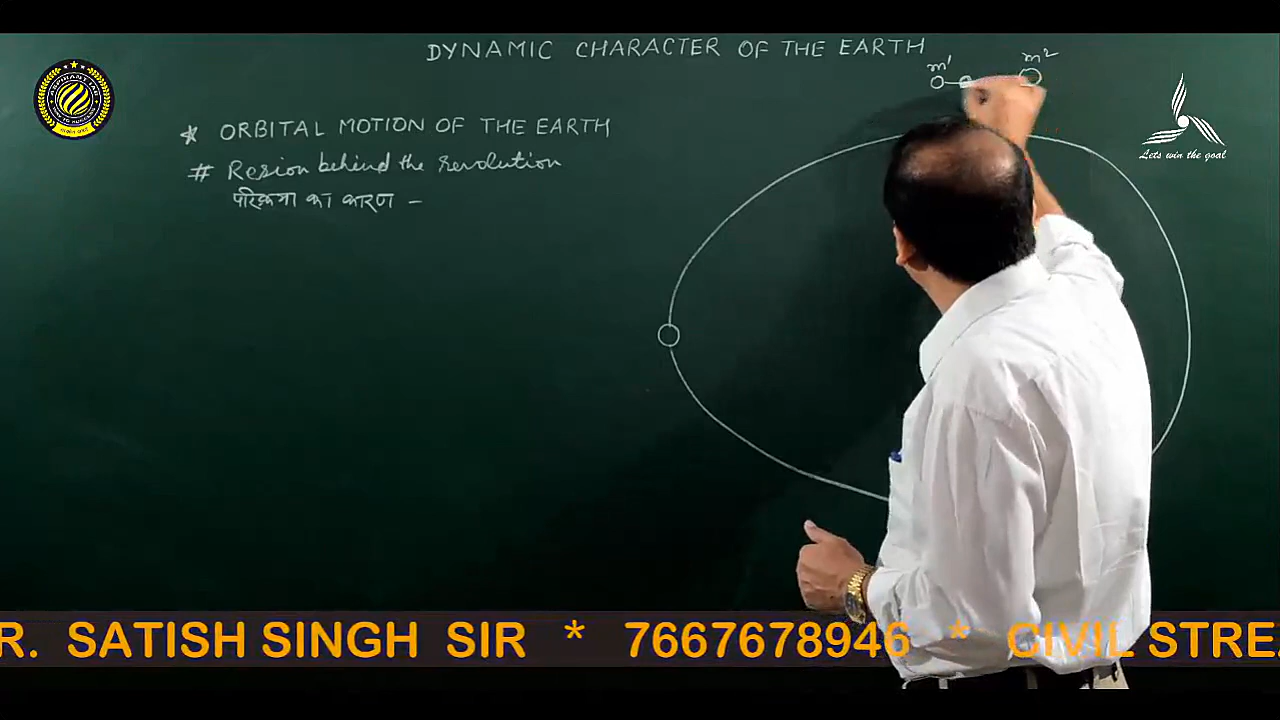 DYNAMIC CHARACTER OF THE EARTH
m1 m2
* ORBITAL MOTION OF THE EARTH
# Resion behind the revolution
परिक्रमा का कारण -
Lets win the goal
R. SATISH SINGH SIR * 7667678946 * CIVIL STRE